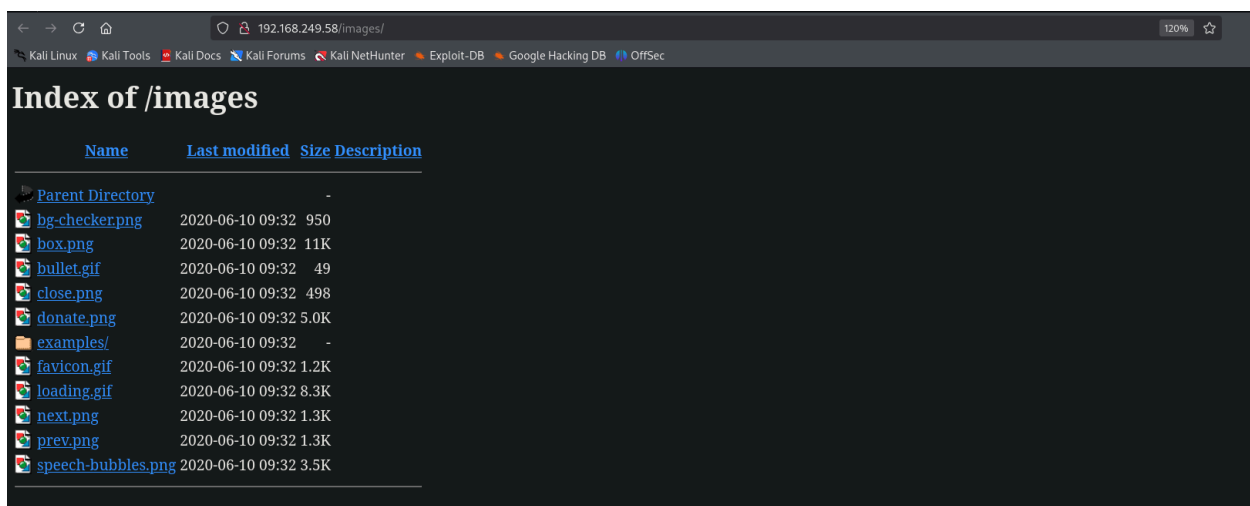 192.168.249.58/images/ 120%
Kali Linux Kali Tools Kali Docs Kali Forums Kali NetHunter Exploit-DB Google Hacking DB OffSec
Index of /images
Name Last modified Size Description
Parent Directory -
bg-checker.png 2020-06-10 09:32 950
box.png 2020-06-10 09:32 11K
bullet.gif 2020-06-10 09:32 49
close.png 2020-06-10 09:32 498
donate.png 2020-06-10 09:32 5.0K
examples/ 2020-06-10 09:32 -
favicon.gif 2020-06-10 09:32 1.2K
loading.gif 2020-06-10 09:32 8.3K
next.png 2020-06-10 09:32 1.3K
prev.png 2020-06-10 09:32 1.3K
speech-bubbles.png 2020-06-10 09:32 3.5K